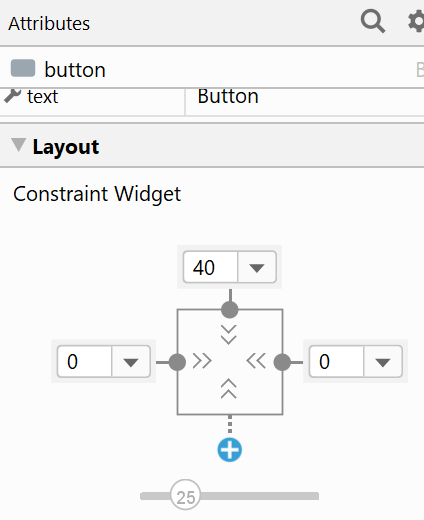 Attributes
button B
text Button
Layout
Constraint Widget
40
0 0
25